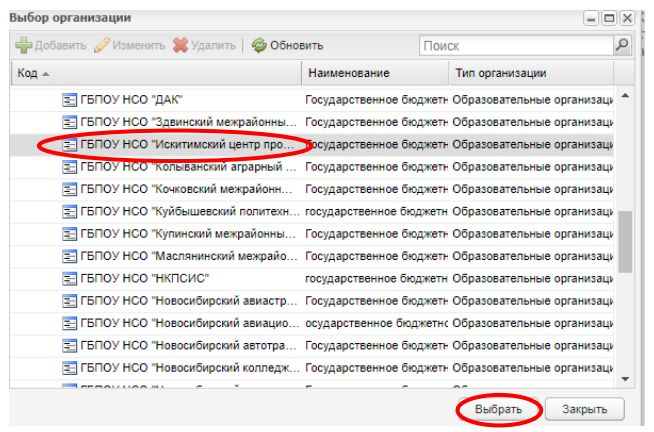 Выбор организации
Добавить Изменить Удалить Обновить Поиск
Код Наименование Тип организации
ГБПОУ НСО "ДАК" Государственное бюджетн Образовательные организаци
ГБПОУ НСО "Здвинский межрайонны... Государственное бюджетн Образовательные организаци
ГБПОУ НСО "Искитимский центр про... Государственное бюджетн Образовательные организаци
ГБПОУ НСО "Колыванский аграрный ... Государственное бюджетн Образовательные организаци
ГБПОУ НСО "Кочковский межрайонн... Государственное бюджетн Образовательные организаци
ГБПОУ НСО "Куйбышевский политехн... государственное бюджетн Образовательные организаци
ГБПОУ НСО "Купинский межрайонны... Государственное бюджетн Образовательные организаци
ГБПОУ НСО "Маслянинский межрайо... Государственное бюджетн Образовательные организаци
ГБПОУ НСО "НКПСИС" государственное бюджетн Образовательные организаци
ГБПОУ НСО "Новосибирский авиастр... Государственное бюджетн Образовательные организаци
ГБПОУ НСО "Новосибирский авиацио... осударственное бюджетнс Образовательные организаци
ГБПОУ НСО "Новосибирский автотра... Государственное бюджетн Образовательные организаци
ГБПОУ НСО "Новосибирский колледж... Государственное бюджетн Образовательные организаци
Выбрать Закрыть